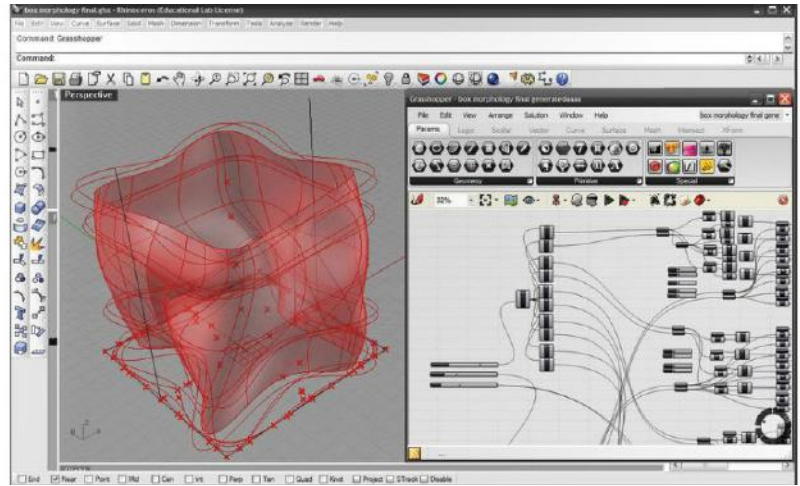 box morphology final.ghx - Rhinoceros (Educational Lab License)
File Edit View Curve Surface Solid Mesh Dimension Transform Tools Analyze Render Help
Command: Grasshopper
Command:
Perspective
Grasshopper - box morphology final generatedaaaa
File Edit View Arrange Solution Window Help
box morphology final gene
Params Logic Scalar Vector Curve Surface Mesh Intersect XForm
Geometry Primitive Special
z
End Near Point Mid Cen Int Perp Tan Quad Knot Project STrack Disable